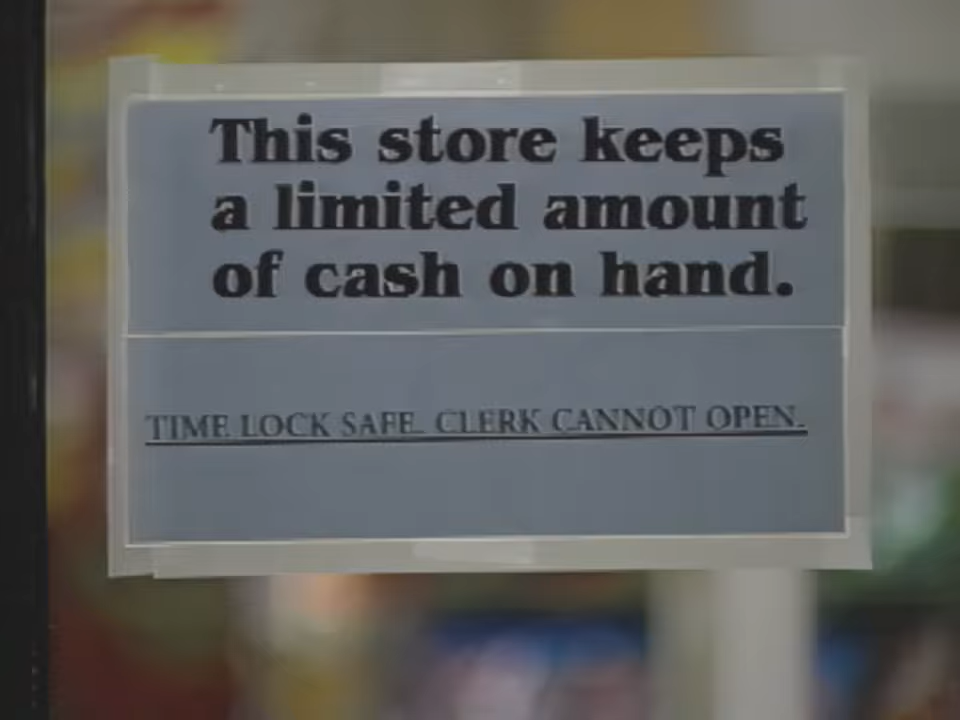 This store keeps
a limited amount
of cash on hand.
TIME LOCK SAFE. CLERK CANNOT OPEN.